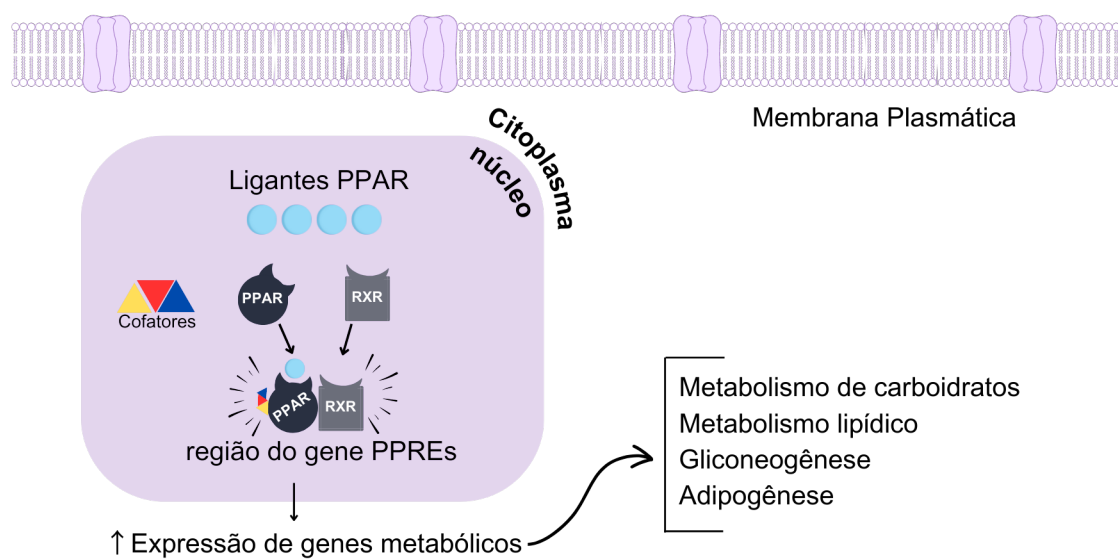 Membrana Plasmática
Citoplasma
núcleo
Ligantes PPAR
PPAR
RXR
Cofatores
PPAR
RXR
região do gene PPREs
↑ Expressão de genes metabólicos
Metabolismo de carboidratos
Metabolismo lipídico
Gliconeogênese
Adipogênese